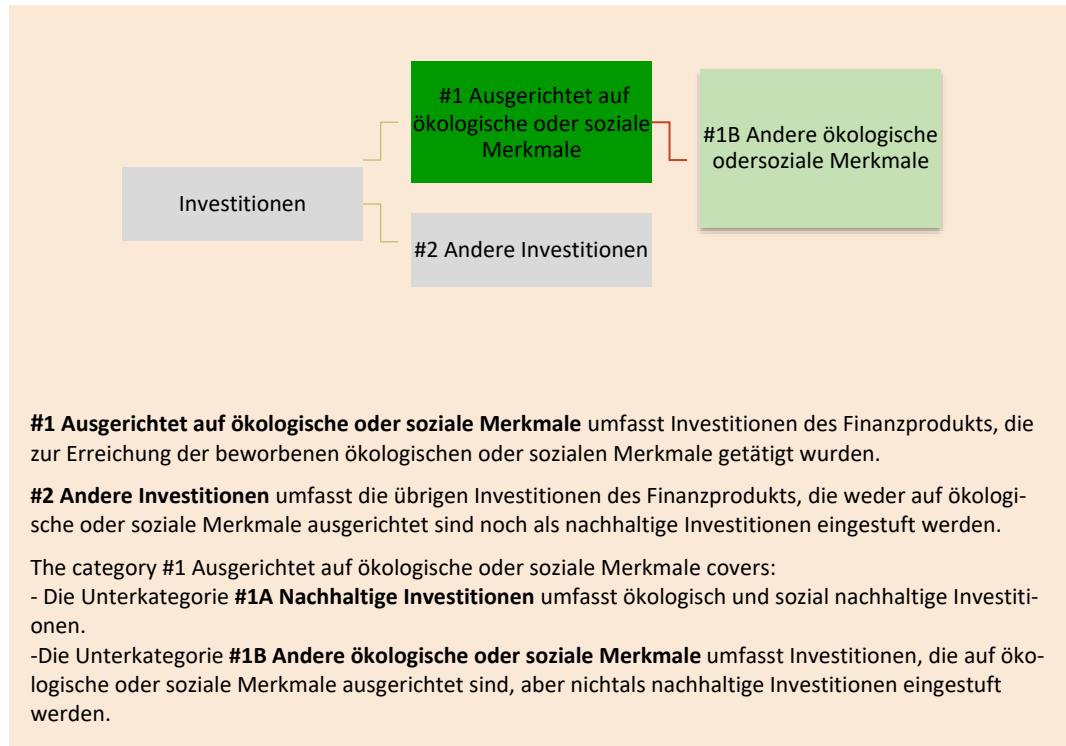 #1 Ausgerichtet auf
ökologische oder soziale
Merkmale
#1B Andere ökologische
odersoziale Merkmale
Investitionen
#2 Andere Investitionen
#1 Ausgerichtet auf ökologische oder soziale Merkmale umfasst Investitionen des Finanzprodukts, die
zur Erreichung der beworbenen ökologischen oder sozialen Merkmale getätigt wurden.
#2 Andere Investitionen umfasst die übrigen Investitionen des Finanzprodukts, die weder auf ökologi-
sche oder soziale Merkmale ausgerichtet sind noch als nachhaltige Investitionen eingestuft werden.
The category #1 Ausgerichtet auf ökologische oder soziale Merkmale covers:
- Die Unterkategorie #1A Nachhaltige Investitionen umfasst ökologisch und sozial nachhaltige Investiti-
onen.
-Die Unterkategorie #1B Andere ökologische oder soziale Merkmale umfasst Investitionen, die auf öko-
logische oder soziale Merkmale ausgerichtet sind, aber nichtals nachhaltige Investitionen eingestuft
werden.